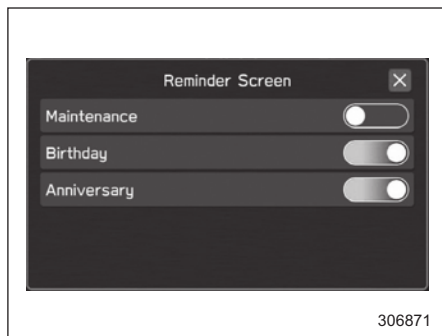 Reminder Screen
Maintenance
Birthday
Anniversary
306871